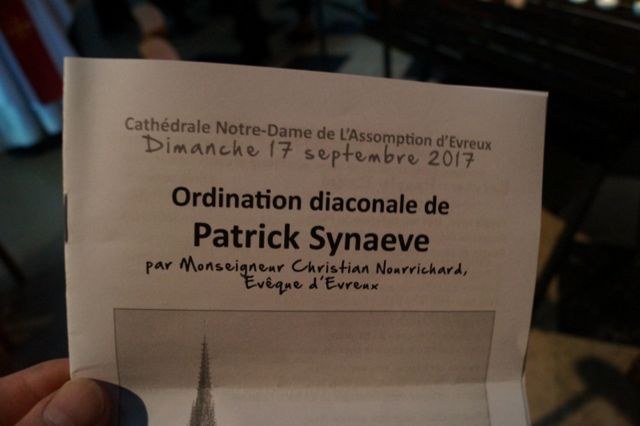 Cathédrale Notre-Dame de L'Assomption d'Evreux
Dimanche 17 septembre 2017
Ordination diaconale de
Patrick Synaeve
par Monseigneur Christian Nourrichard,
Evêque d'Evreux